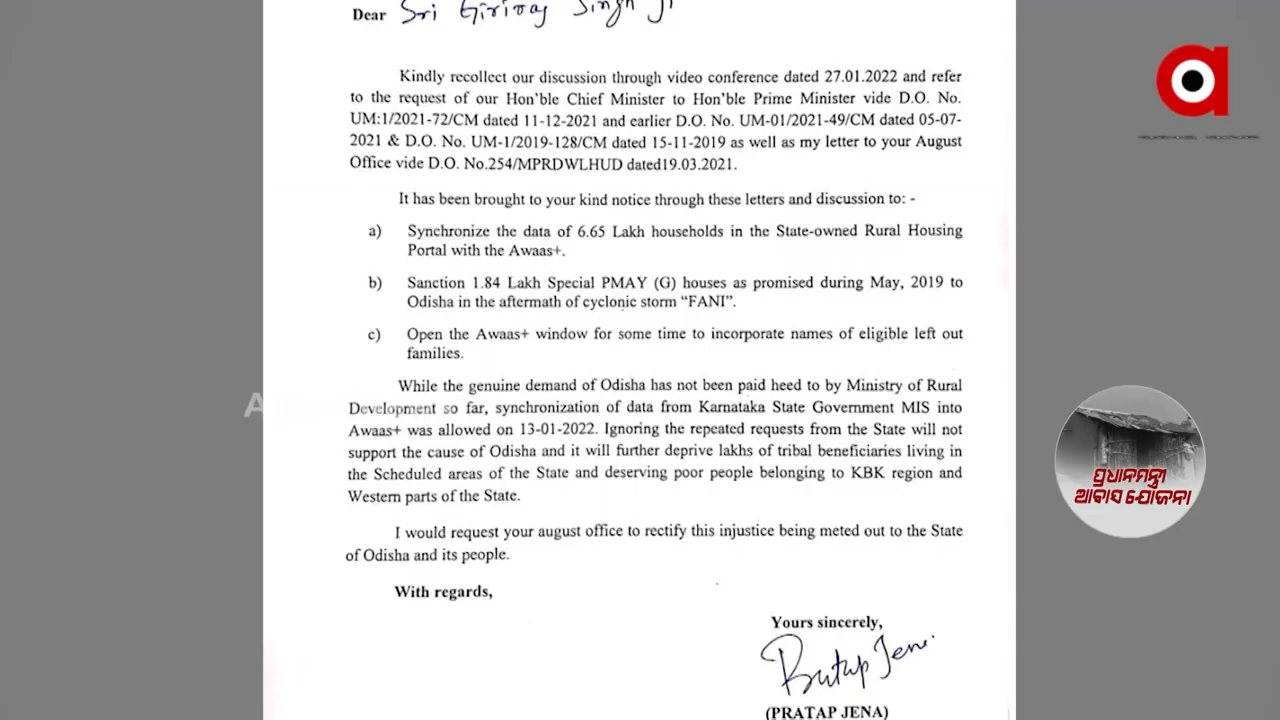 Dear Sri Giriraj Singh Ji
Kindly recollect our discussion through video conference dated 27.01.2022 and refer
to the request of our Hon'ble Chief Minister to Hon'ble Prime Minister vide D.O. No.
UM:1/2021-72/CM dated 11-12-2021 and earlier D.O. No. UM-01/2021-49/CM dated 05-07-
2021 & D.O. No. UM-1/2019-128/CM dated 15-11-2019 as well as my letter to your August
Office vide D.O. No.254/MPRDWLHUD dated19.03.2021.
It has been brought to your kind notice through these letters and discussion to: -
a) Synchronize the data of 6.65 Lakh households in the State-owned Rural Housing
Portal with the Awaas+.
b) Sanction 1.84 Lakh Special PMAY (G) houses as promised during May, 2019 to
Odisha in the aftermath of cyclonic storm “FANI”.
c) Open the Awaas+ window for some time to incorporate names of eligible left out
families.
While the genuine demand of Odisha has not been paid heed to by Ministry of Rural
Development so far, synchronization of data from Karnataka State Government MIS into
Awaas+ was allowed on 13-01-2022. Ignoring the repeated requests from the State will not
support the cause of Odisha and it will further deprive lakhs of tribal beneficiaries living in
the Scheduled areas of the State and deserving poor people belonging to KBK region and
Western parts of the State.
I would request your august office to rectify this injustice being meted out to the State
of Odisha and its people.
With regards,
Yours sincerely,
Pratap Jena
(PRATAP JENA)
a
ପ୍ରଧାନମନ୍ତ୍ରୀ
ଆବାସ ଯୋଜନା